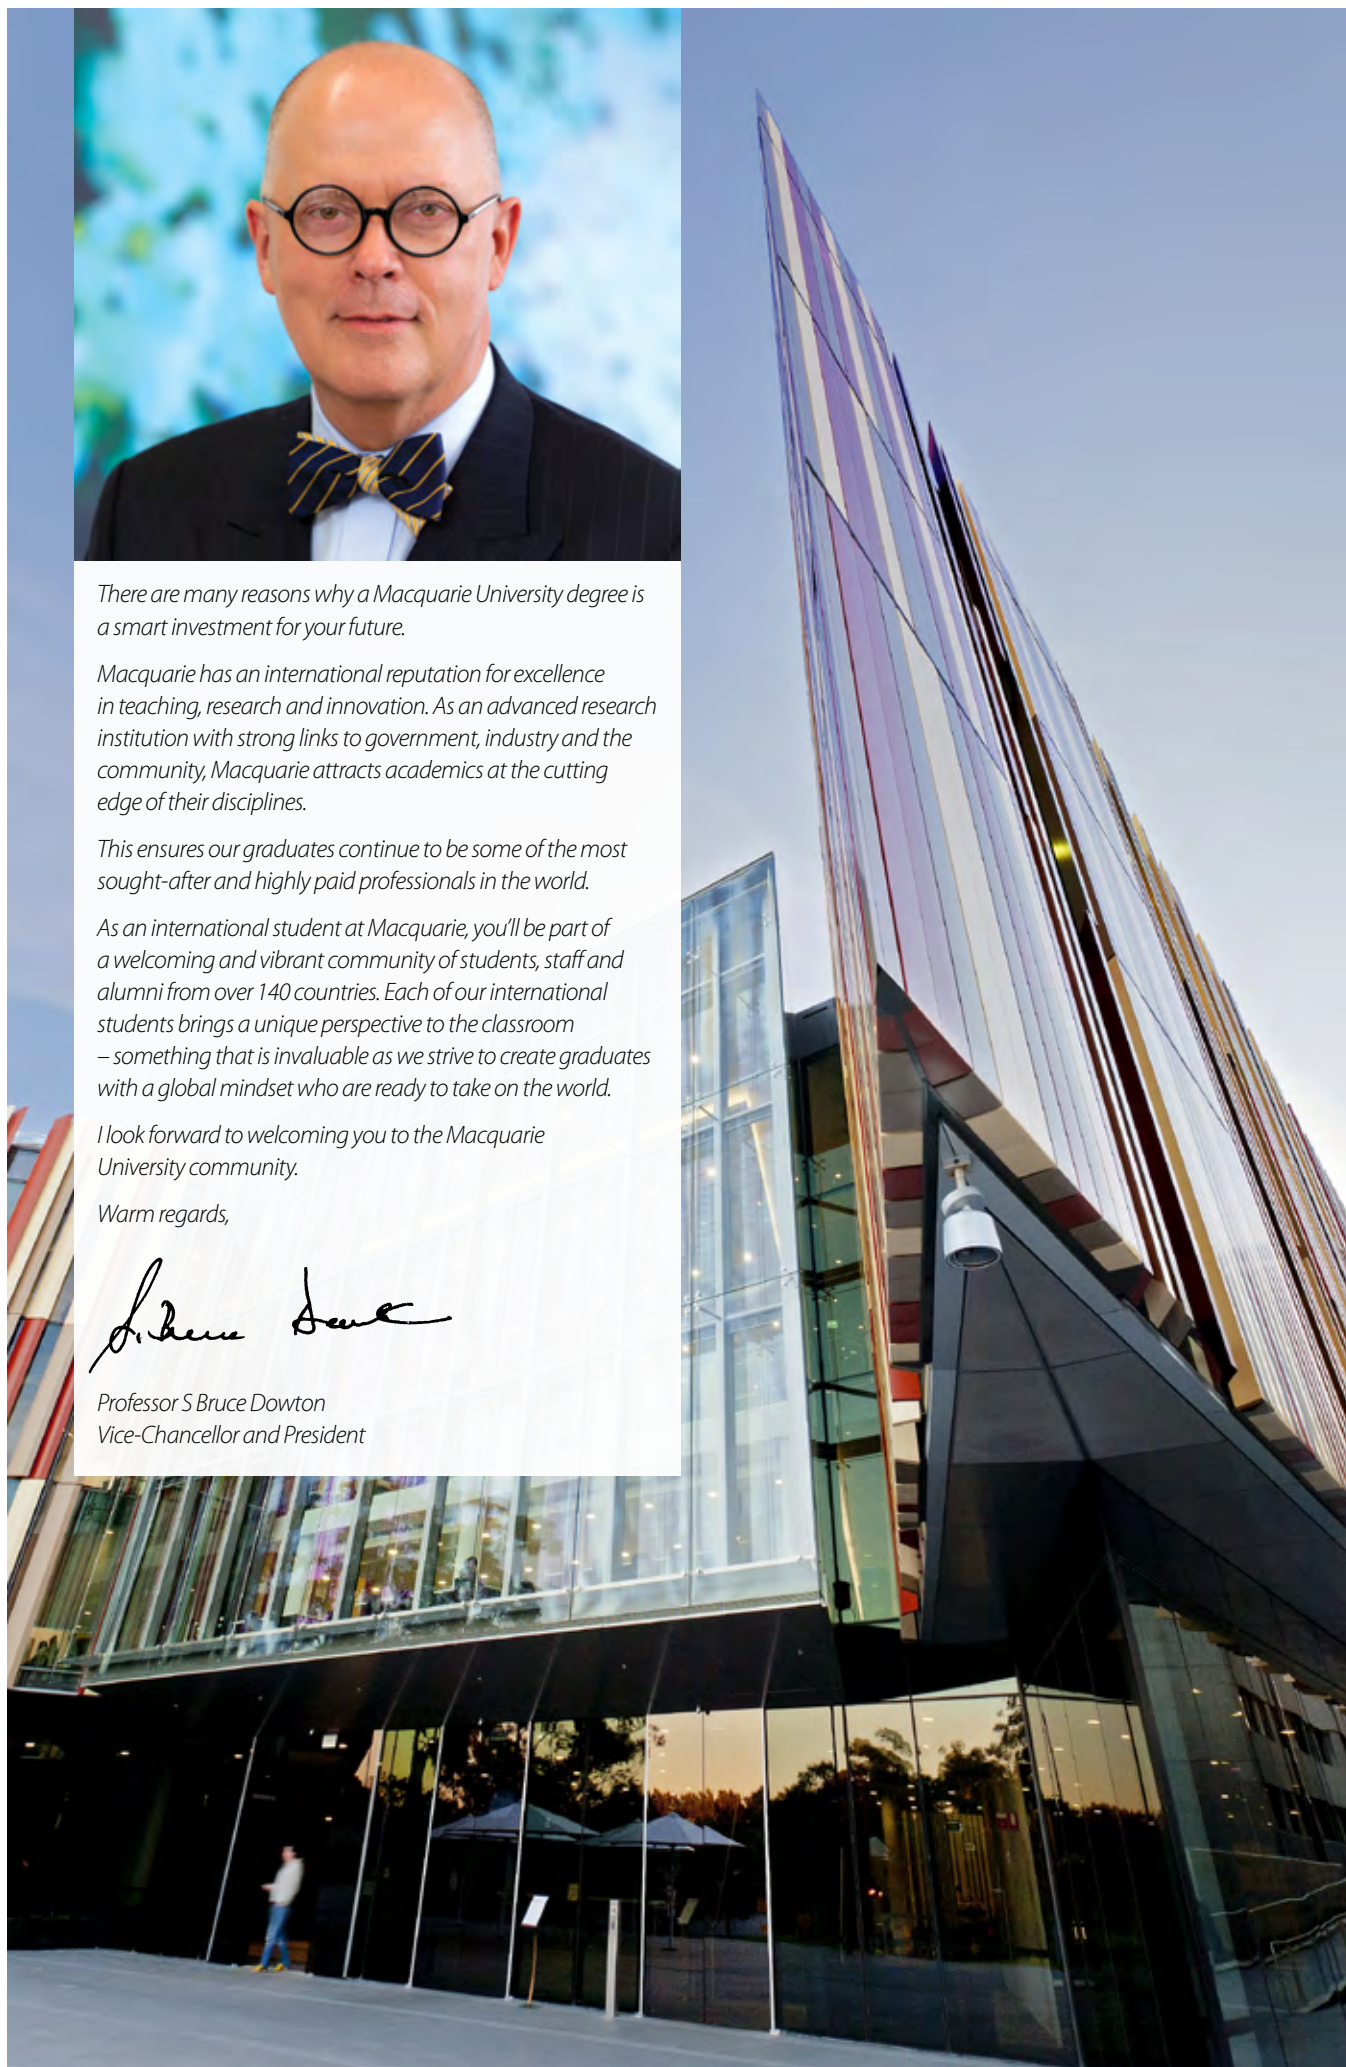 There are many reasons why a Macquarie University degree is
a smart investment for your future.
Macquarie has an international reputation for excellence
in teaching, research and innovation. As an advanced research
institution with strong links to government, industry and the
community, Macquarie attracts academics at the cutting
edge of their disciplines.
This ensures our graduates continue to be some of the most
sought-after and highly paid professionals in the world.
As an international student at Macquarie, you’ll be part of
a welcoming and vibrant community of students, staff and
alumni from over 140 countries. Each of our international
students brings a unique perspective to the classroom
– something that is invaluable as we strive to create graduates
with a global mindset who are ready to take on the world.
I look forward to welcoming you to the Macquarie
University community.
Warm regards,
S. Bruce Dowton
Professor S Bruce Dowton
Vice-Chancellor and President